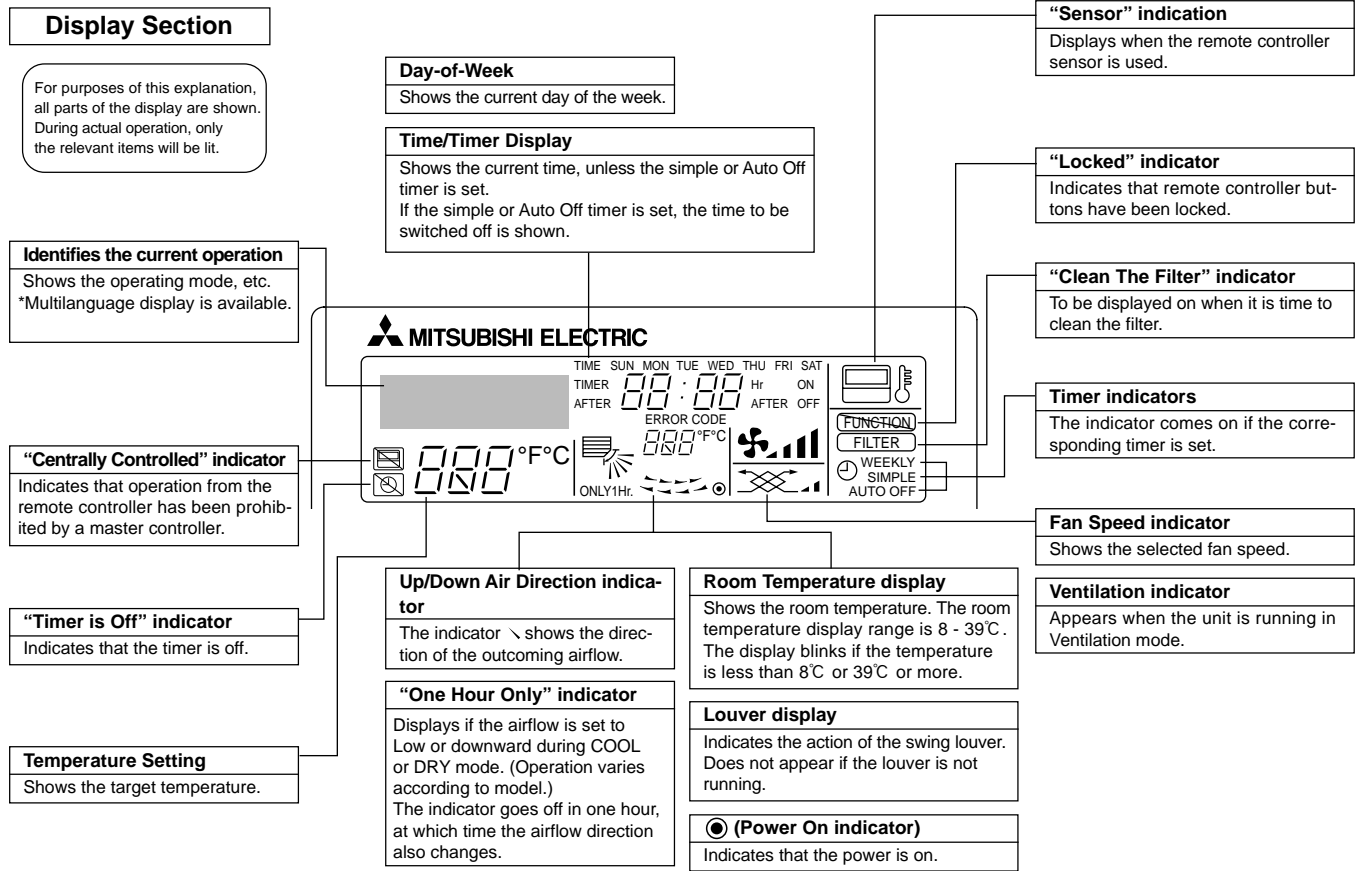 Display Section
For purposes of this explanation,
all parts of the display are shown.
During actual operation, only
the relevant items will be lit.
Identifies the current operation
Shows the operating mode, etc.
*Multilanguage display is available.
"Centrally Controlled" indicator
Indicates that operation from the
remote controller has been prohib-
ited by a master controller.
"Timer is Off" indicator
Indicates that the timer is off.
Temperature Setting
Shows the target temperature.
Day-of-Week
Shows the current day of the week.
Time/Timer Display
Shows the current time, unless the simple or Auto Off
timer is set.
If the simple or Auto Off timer is set, the time to be
switched off is shown.
MITSUBISHI ELECTRIC
TIME SUN MON TUE WED THU FRI SAT
TIMER 88:88 Hr ON
AFTER AFTER OFF
ERROR CODE
888 °F°C
888 °F°C
ONLY1Hr.
FUNCTION
FILTER
WEEKLY
SIMPLE
AUTO OFF
Up/Down Air Direction indica-
tor
The indicator ➘ shows the direc-
tion of the outcoming airflow.
"One Hour Only" indicator
Displays if the airflow is set to
Low or downward during COOL
or DRY mode. (Operation varies
according to model.)
The indicator goes off in one hour,
at which time the airflow direction
also changes.
Room Temperature display
Shows the room temperature. The room
temperature display range is 8 - 39℃.
The display blinks if the temperature
is less than 8℃ or 39℃ or more.
Louver display
Indicates the action of the swing louver.
Does not appear if the louver is not
running.
◉ (Power On indicator)
Indicates that the power is on.
"Sensor" indication
Displays when the remote controller
sensor is used.
"Locked" indicator
Indicates that remote controller but-
tons have been locked.
"Clean The Filter" indicator
To be displayed on when it is time to
clean the filter.
Timer indicators
The indicator comes on if the corre-
sponding timer is set.
Fan Speed indicator
Shows the selected fan speed.
Ventilation indicator
Appears when the unit is running in
Ventilation mode.